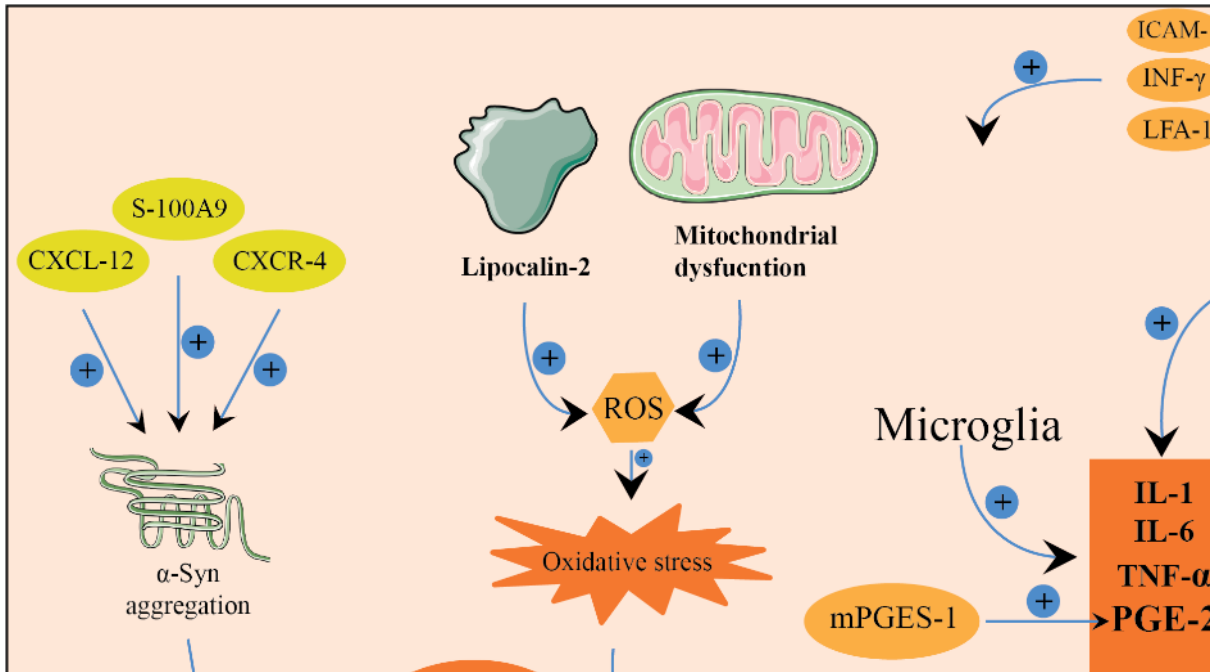 ICAM-
INF-γ
LFA-1
+
S-100A9
CXCL-12
CXCR-4
Lipocalin-2
Mitochondrial
dysfucntion
+
+
+
+
+
+
ROS
+
Microglia
+
+
IL-1
IL-6
TNF-α
PGE-2
mPGES-1
+
Oxidative stress
α-Syn
aggregation